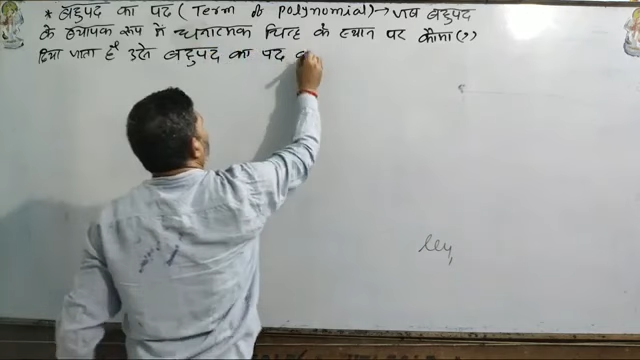 * बहुपद का पद (Term of polynomial) → जब बहुपद
के व्यापक रूप में धनात्मक चिन्ह के स्थान पर कौमा (,)
दिया जाता है उसे बहुपद का पद